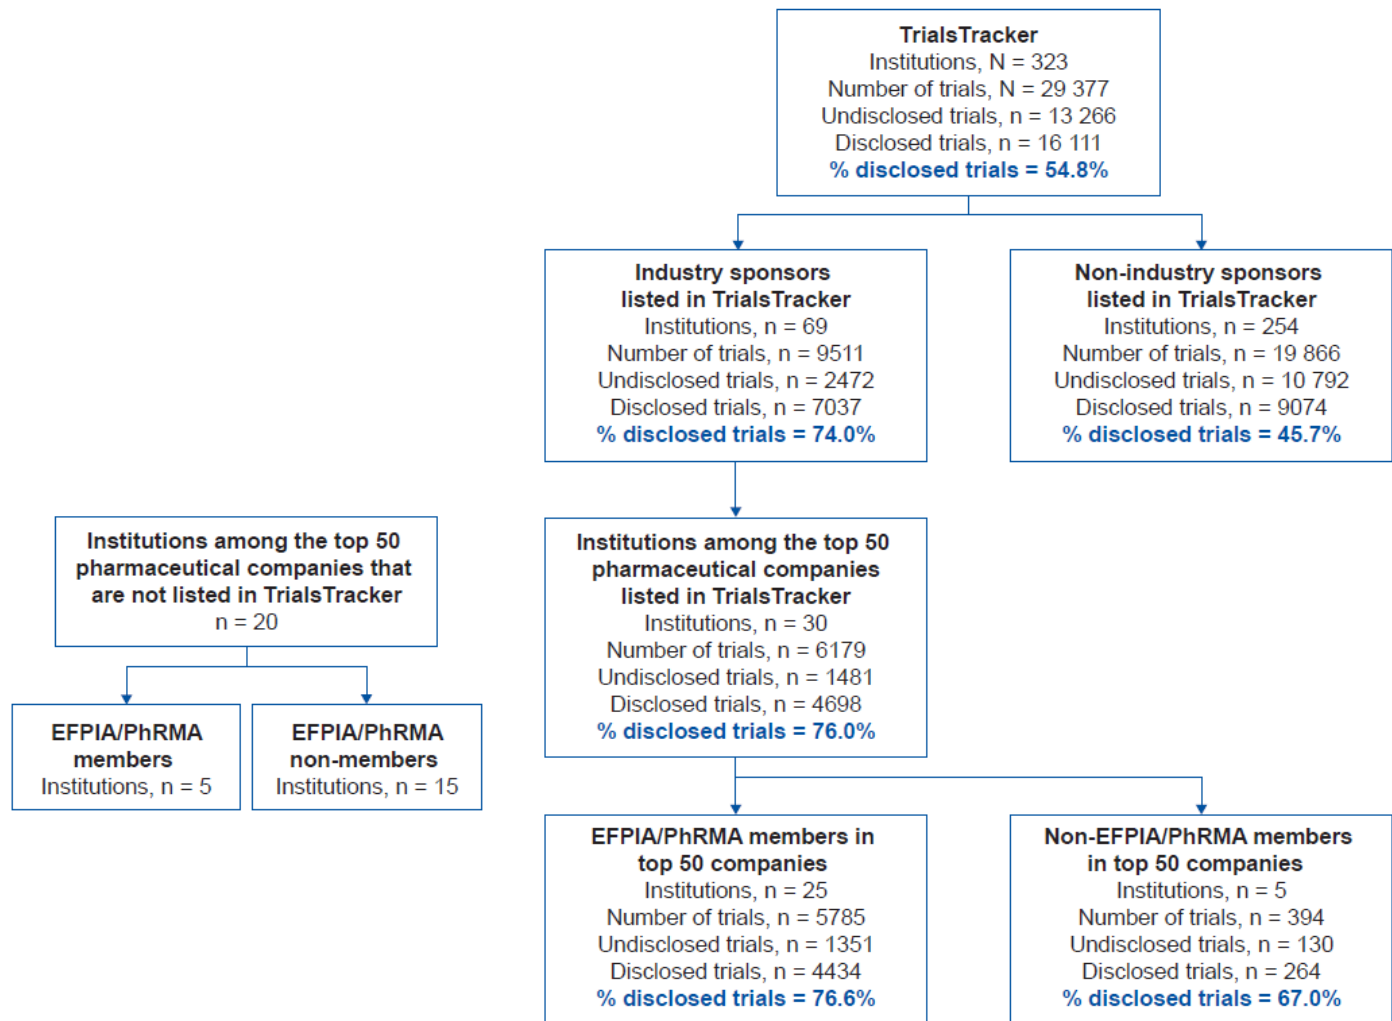 TrialsTracker
Institutions, N = 323
Number of trials, N = 29 377
Undisclosed trials, n = 13 266
Disclosed trials, n = 16 111
% disclosed trials = 54.8%
Industry sponsors
listed in TrialsTracker
Institutions, n = 69
Number of trials, n = 9511
Undisclosed trials, n = 2472
Disclosed trials, n = 7037
% disclosed trials = 74.0%
Non-industry sponsors
listed in TrialsTracker
Institutions, n = 254
Number of trials, n = 19 866
Undisclosed trials, n = 10 792
Disclosed trials, n = 9074
% disclosed trials = 45.7%
Institutions among the top 50
pharmaceutical companies that
are not listed in TrialsTracker
n = 20
Institutions among the top 50
pharmaceutical companies
listed in TrialsTracker
Institutions, n = 30
Number of trials, n = 6179
Undisclosed trials, n = 1481
Disclosed trials, n = 4698
% disclosed trials = 76.0%
EFPIA/PhRMA
members
Institutions, n = 5
EFPIA/PhRMA
non-members
Institutions, n = 15
EFPIA/PhRMA members in
top 50 companies
Institutions, n = 25
Number of trials, n = 5785
Undisclosed trials, n = 1351
Disclosed trials, n = 4434
% disclosed trials = 76.6%
Non-EFPIA/PhRMA members
in top 50 companies
Institutions, n = 5
Number of trials, n = 394
Undisclosed trials, n = 130
Disclosed trials, n = 264
% disclosed trials = 67.0%